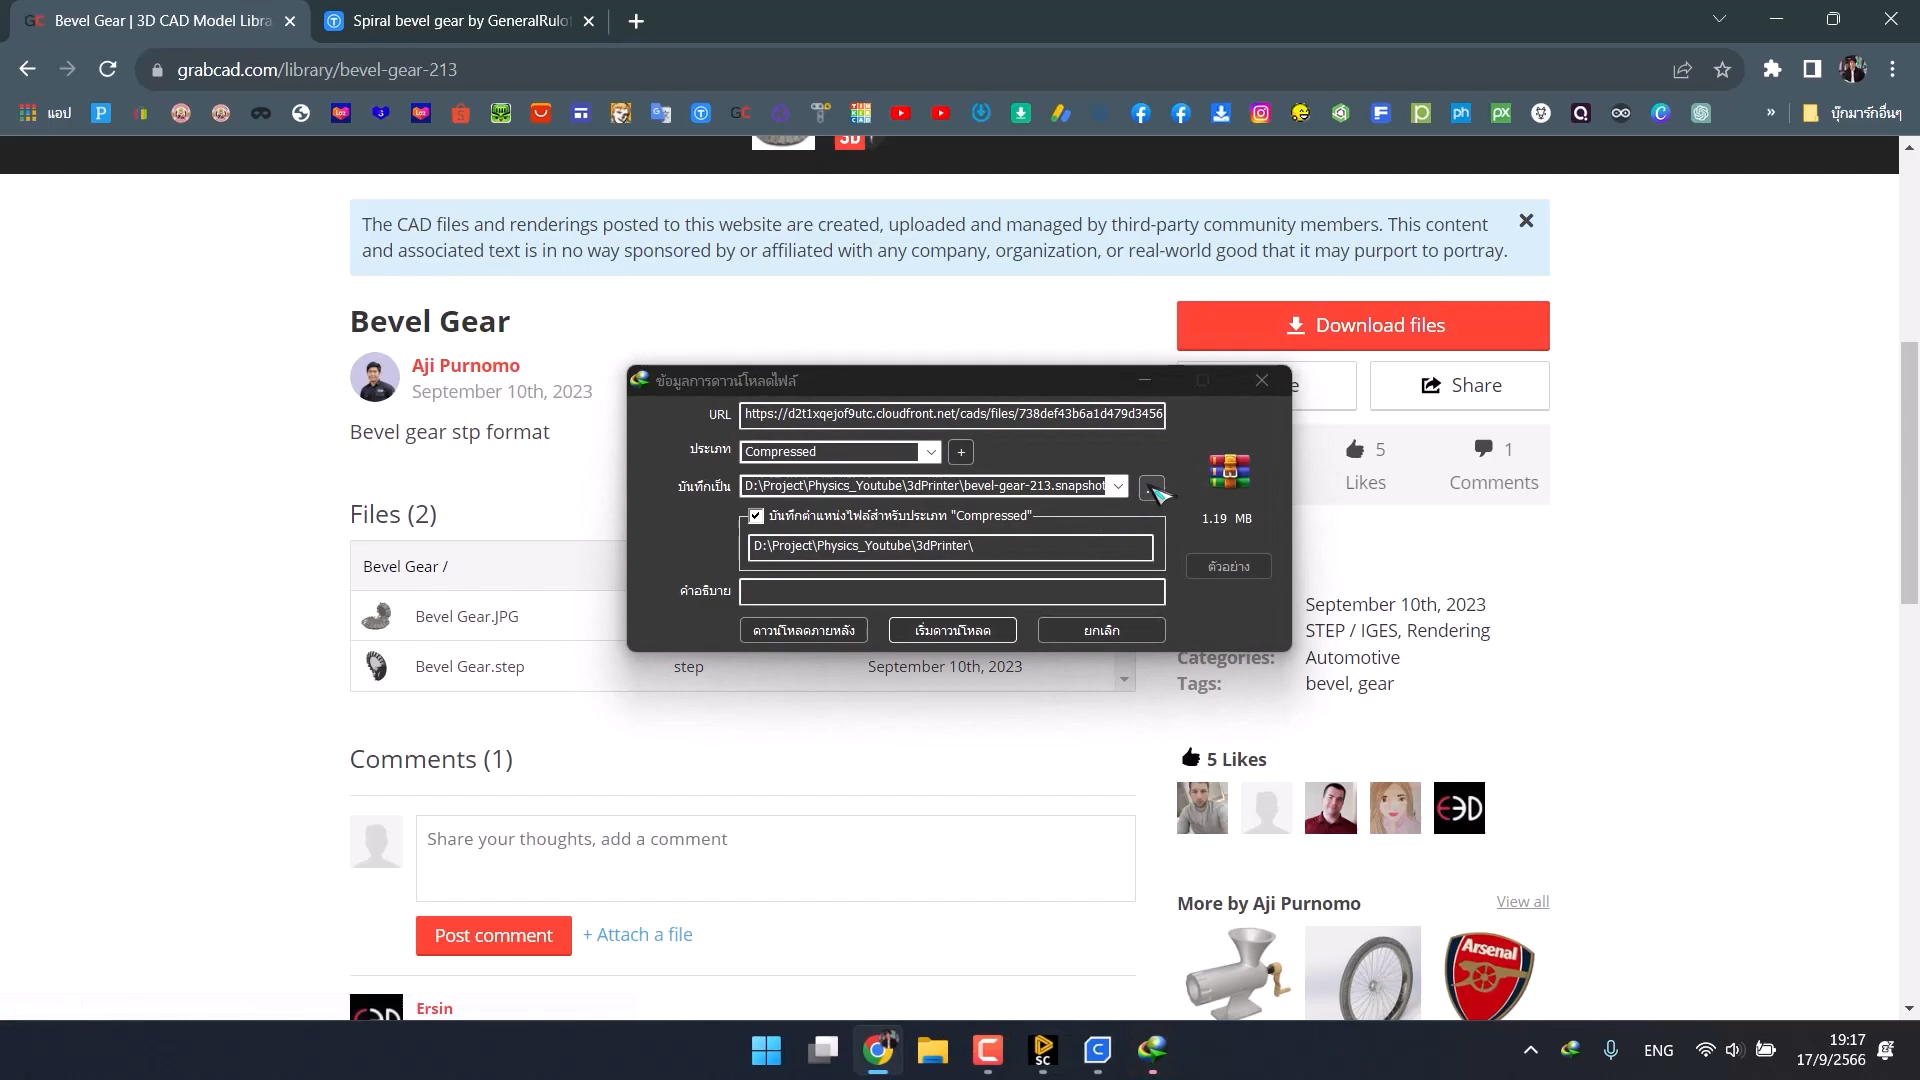 Bevel Gear | 3D CAD Model Libra
Spiral bevel gear by GeneralRulof
grabcad.com/library/bevel-gear-213
แอป
บุ๊กมาร์กอื่นๆ
3D
The CAD files and renderings posted to this website are created, uploaded and managed by third-party community members. This content
and associated text is in no way sponsored by or affiliated with any company, organization, or real-world good that it may purport to portray.
Bevel Gear
Aji Purnomo
September 10th, 2023
Bevel gear stp format
Download files
Share
5
Likes
1
Comments
ข้อมูลการดาวน์โหลดไฟล์
URL
https://d2t1xqejof9utc.cloudfront.net/cads/files/738def43b6a1d479d3456
ประเภท
Compressed
+
บันทึกเป็น
D:\Project\Physics_Youtube\3dPrinter\bevel-gear-213.snapshot
บันทึกตำแหน่งไฟล์สำหรับประเภท "Compressed"
D:\Project\Physics_Youtube\3dPrinter\
คำอธิบาย
1.19 MB
ตัวอย่าง
ดาวน์โหลดภายหลัง
เริ่มดาวน์โหลด
ยกเลิก
Files (2)
Bevel Gear /
Bevel Gear.JPG
Bevel Gear.step
step
September 10th, 2023
September 10th, 2023
STEP / IGES, Rendering
Categories:
Automotive
Tags:
bevel, gear
Comments (1)
Share your thoughts, add a comment
Post comment
+ Attach a file
Ersin
5 Likes
E3D
More by Aji Purnomo
View all
Arsenal
ENG
19:17
17/9/2566